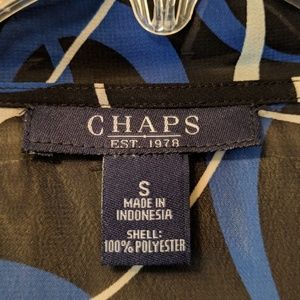 CHAPS
EST. 1978
S
MADE IN
INDONESIA
SHELL:
100% POLYESTER